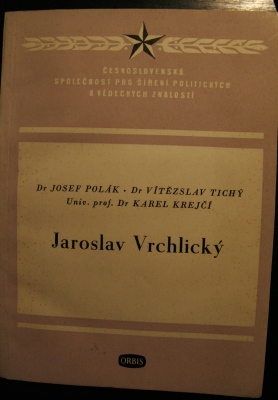 ČESKOSLOVENSKÁ
SPOLEČNOST PRO ŠÍŘENÍ POLITICKÝCH
A VĚDECKÝCH ZNALOSTÍ
Dr JOSEF POLÁK · Dr VÍTĚZSLAV TICHÝ
Univ. prof. Dr KAREL KREJČÍ
Jaroslav Vrchlický
ORBIS